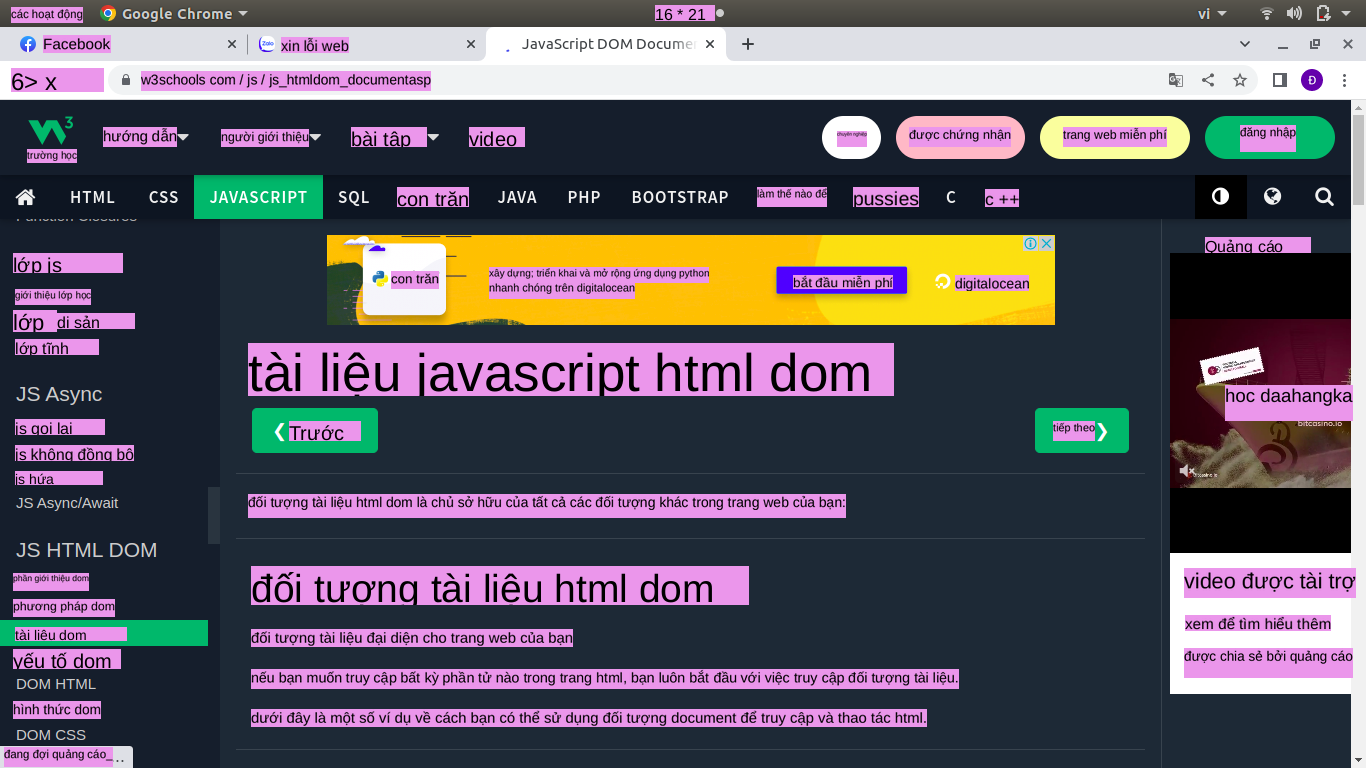 các hoạt động Google Chrome 16 * 21 vi
Facebook xin lỗi web JavaScript DOM Docume
6> x w3schools com / js / js_htmldom_documentasp
trường học hướng dẫn người giới thiệu bài tập video chuyên nghiệp được chứng nhận trang web miễn phí đăng nhập
HTML CSS JAVASCRIPT SQL con trăn JAVA PHP BOOTSTRAP làm thế nào để pussies C c ++
Function Closures
lớp js
giới thiệu lớp học
lớp di sản
lớp tĩnh
JS Async
js gọi lại
js không đồng bộ
js hứa
JS Async/Await
JS HTML DOM
phần giới thiệu dom
phương pháp dom
tài liệu dom
yếu tố dom
DOM HTML
hình thức dom
DOM CSS
đang đợi quảng cáo_...
con trăn
xây dựng; triển khai và mở rộng ứng dụng python
nhanh chóng trên digitalocean
bắt đầu miễn phí
digitalocean
tài liệu javascript html dom
❮ Trước
tiếp theo ❯
đối tượng tài liệu html dom là chủ sở hữu của tất cả các đối tượng khác trong trang web của bạn:
đối tượng tài liệu html dom
đối tượng tài liệu đại diện cho trang web của bạn
nếu bạn muốn truy cập bất kỳ phần tử nào trong trang html, bạn luôn bắt đầu với việc truy cập đối tượng tài liệu.
dưới đây là một số ví dụ về cách bạn có thể sử dụng đối tượng document để truy cập và thao tác html.
Quảng cáo
hoc daahangka
bitcasino.io
video được tài trợ
xem để tìm hiểu thêm
được chia sẻ bởi quảng cáo